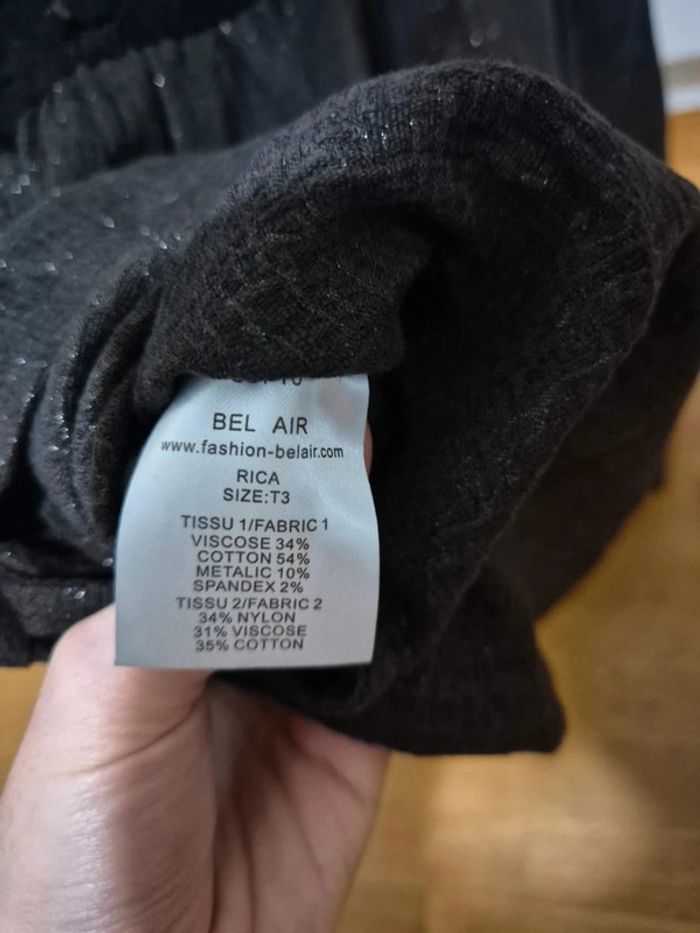 BEL AIR
www.fashion-belair.com
RICA
SIZE:T3
TISSU 1/FABRIC 1
VISCOSE 34%
COTTON 54%
METALIC 10%
SPANDEX 2%
TISSU 2/FABRIC 2
34% NYLON
31% VISCOSE
35% COTTON